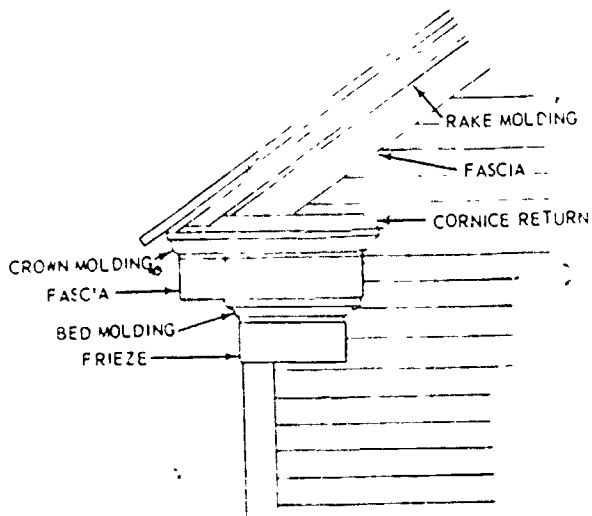 RAKE MOLDING
FASCIA
CORNICE RETURN
CROWN MOLDING
FASCIA
BED MOLDING
FRIEZE